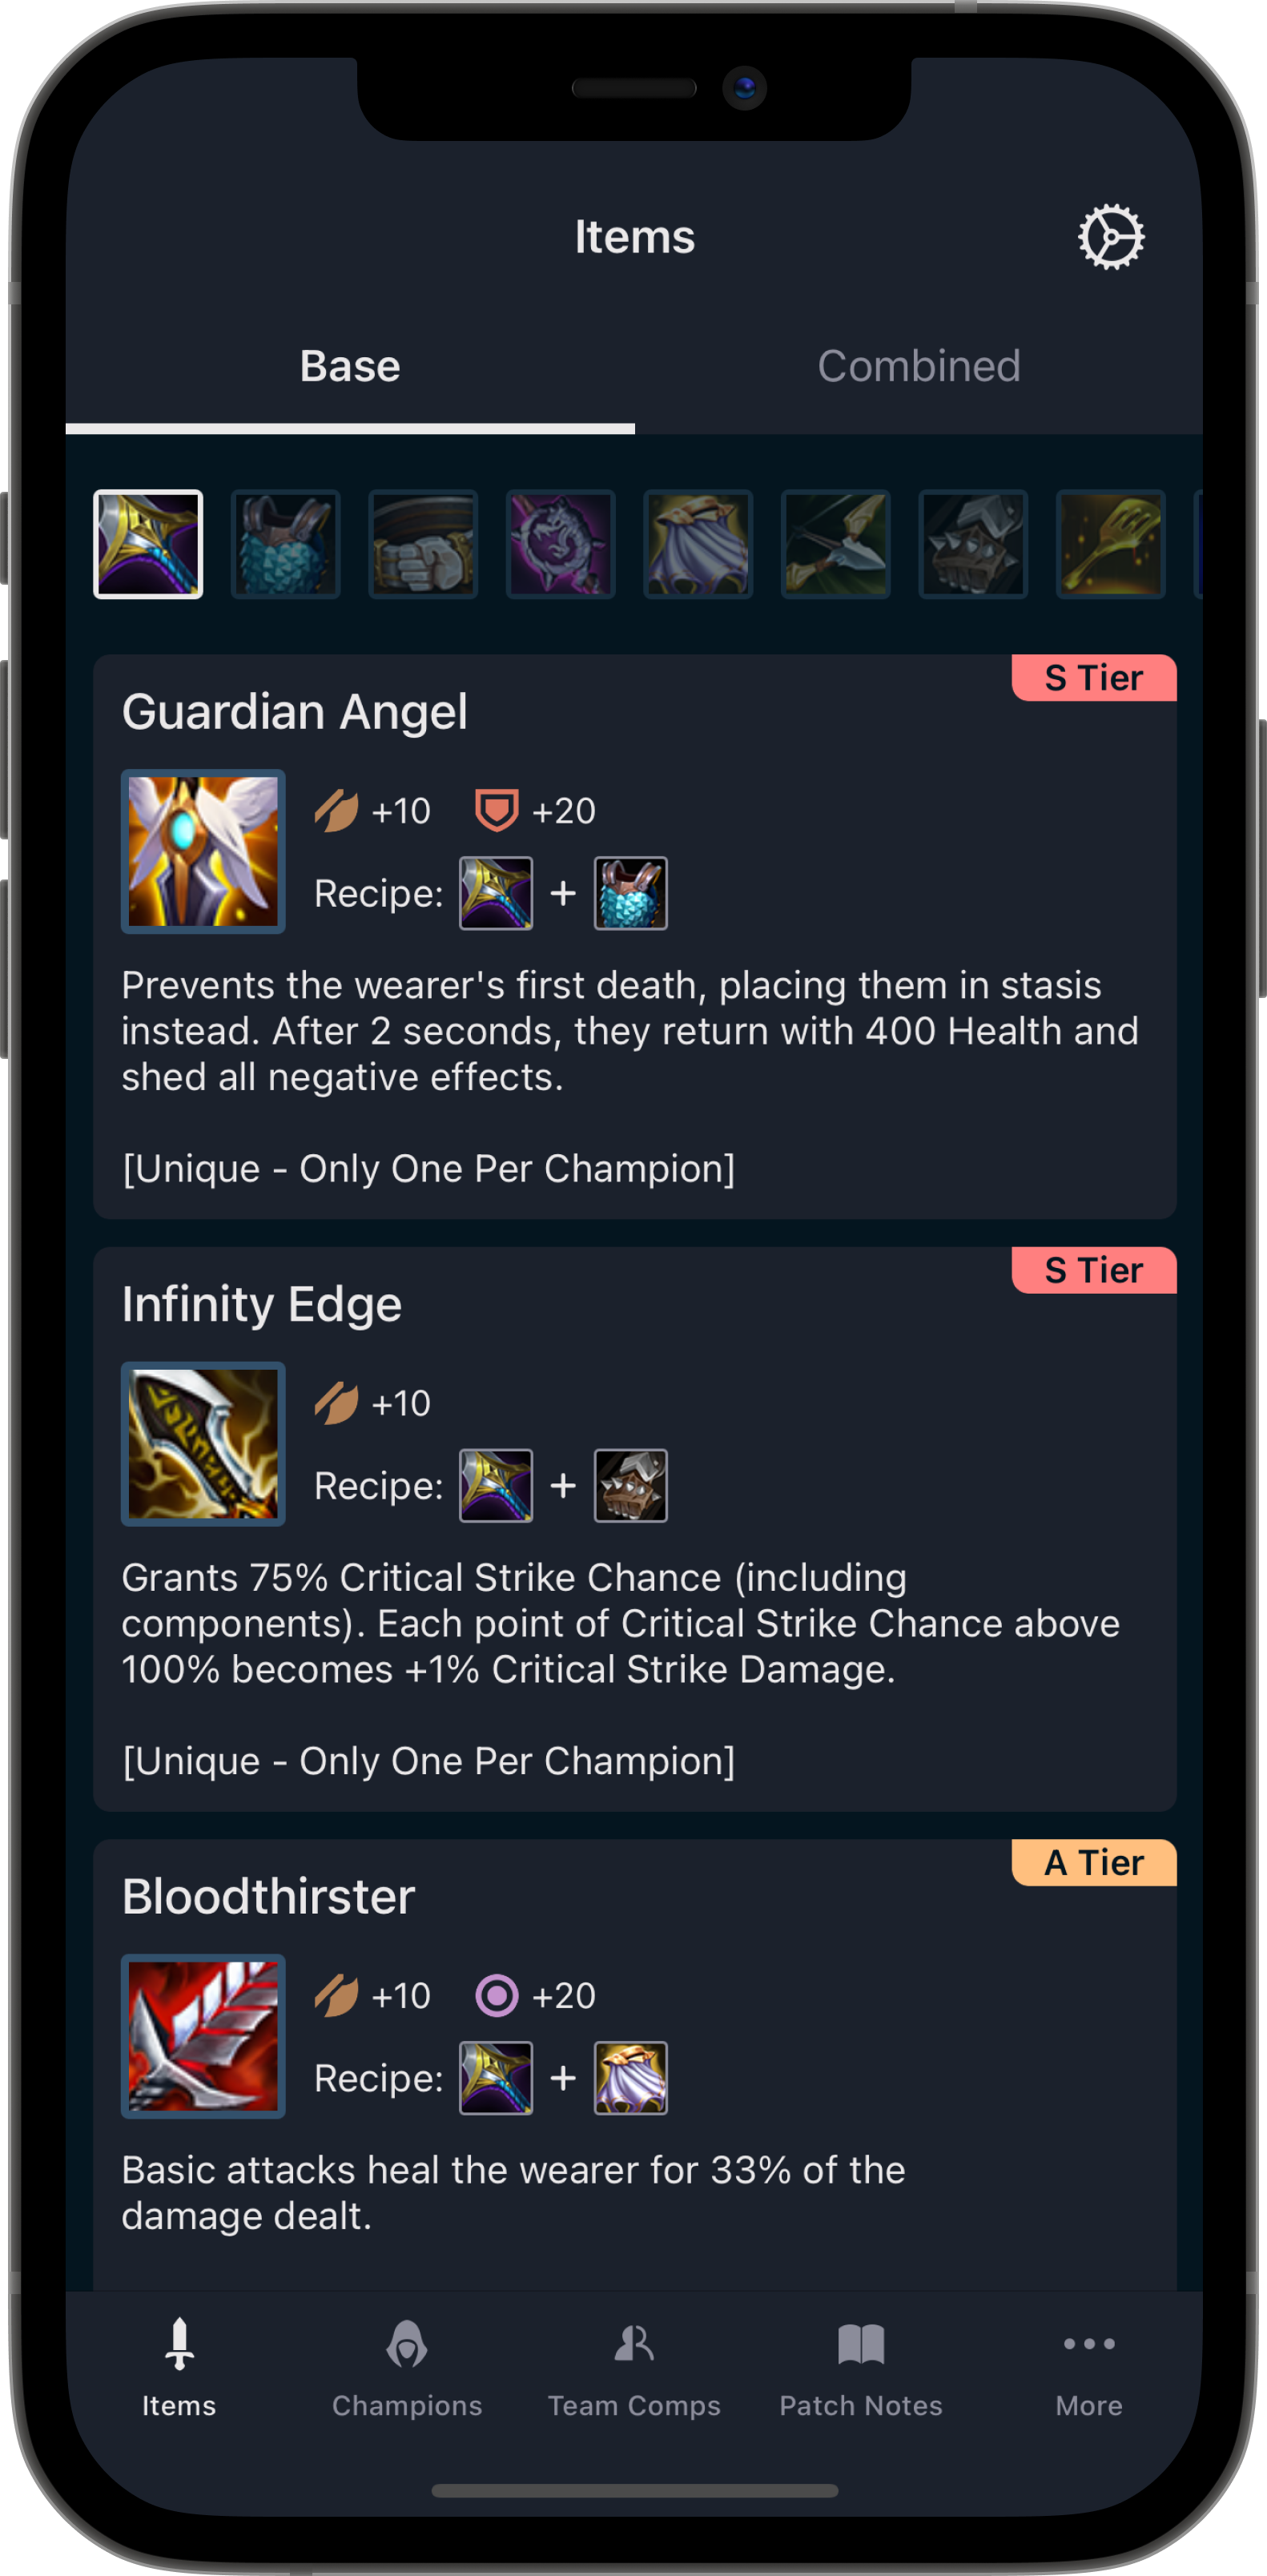 Items
Base Combined
S Tier
Guardian Angel
+10 +20
Recipe: +
Prevents the wearer's first death, placing them in stasis
instead. After 2 seconds, they return with 400 Health and
shed all negative effects.
[Unique - Only One Per Champion]
S Tier
Infinity Edge
+10
Recipe: +
Grants 75% Critical Strike Chance (including
components). Each point of Critical Strike Chance above
100% becomes +1% Critical Strike Damage.
[Unique - Only One Per Champion]
A Tier
Bloodthirster
+10 +20
Recipe: +
Basic attacks heal the wearer for 33% of the
damage dealt.
Items Champions Team Comps Patch Notes More